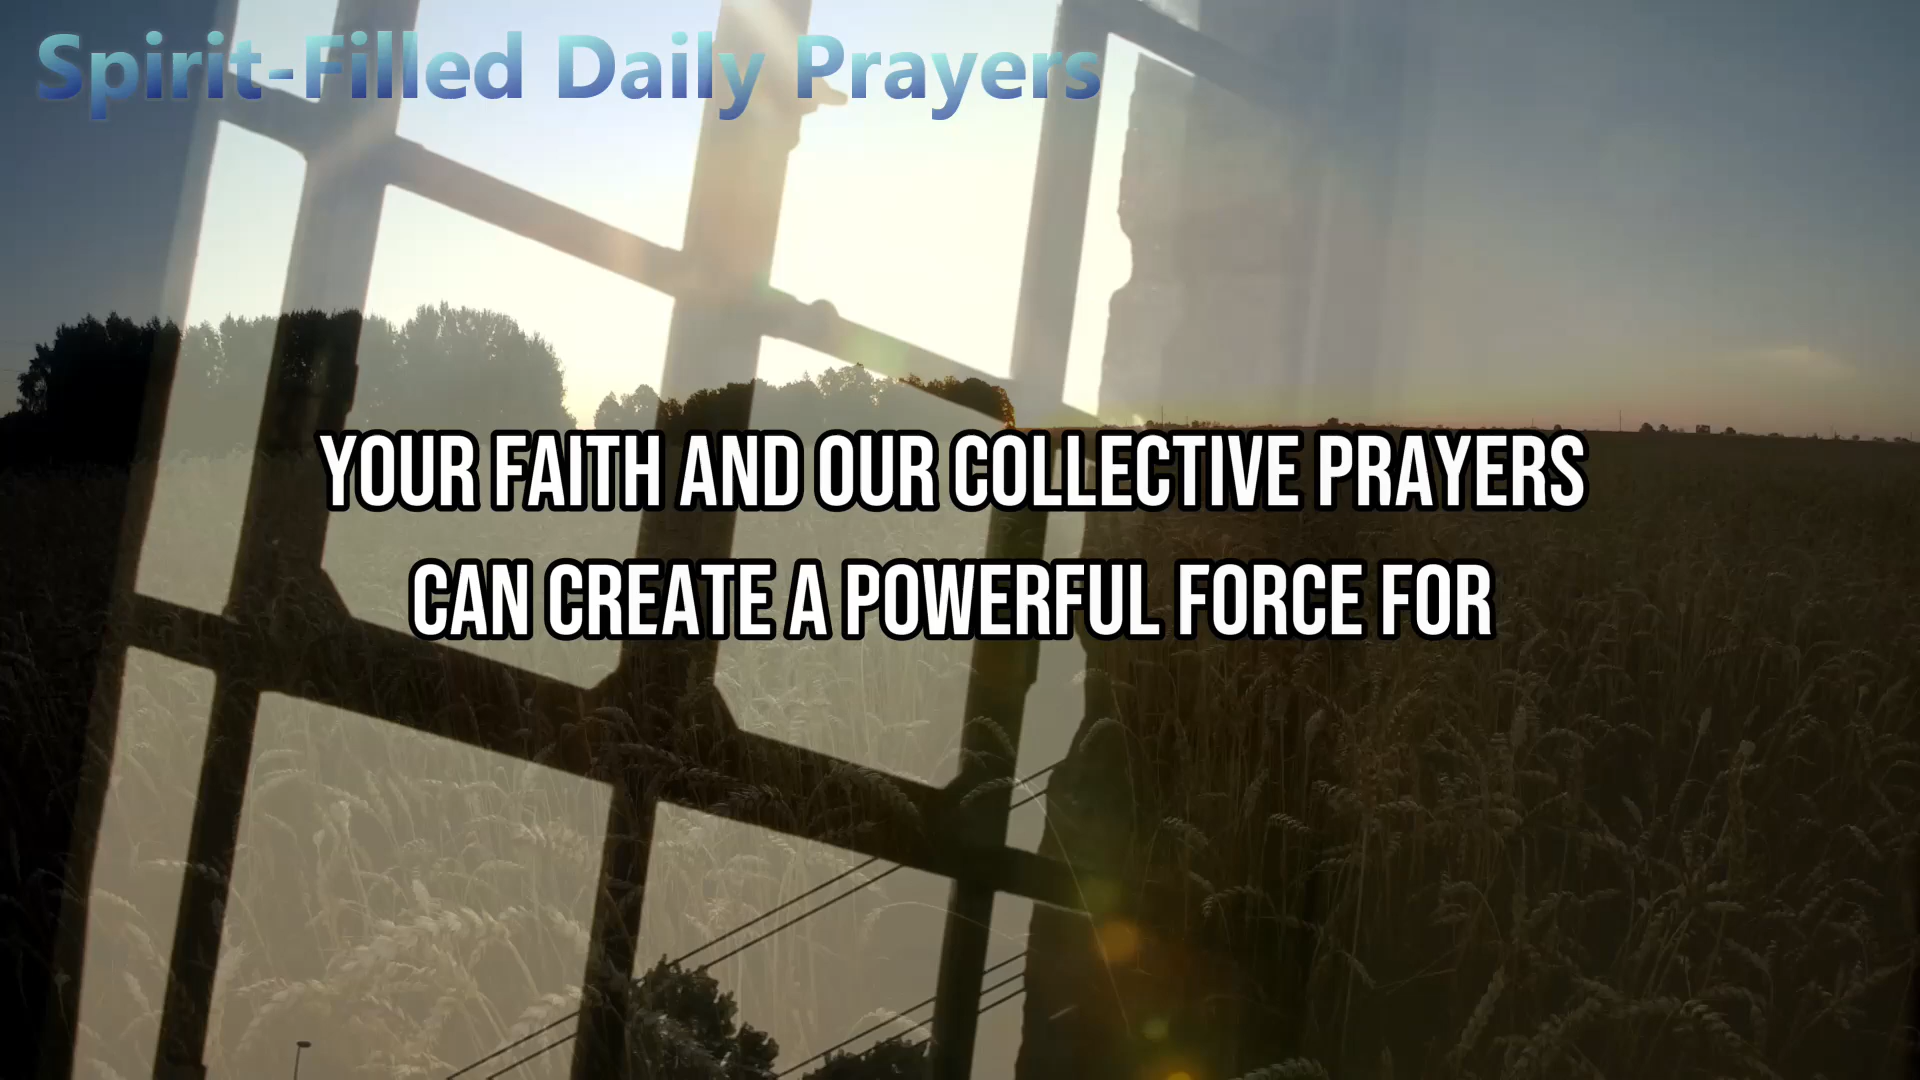 Spirit-Filled Daily Prayers
YOUR FAITH AND OUR COLLECTIVE PRAYERS
CAN CREATE A POWERFUL FORCE FOR